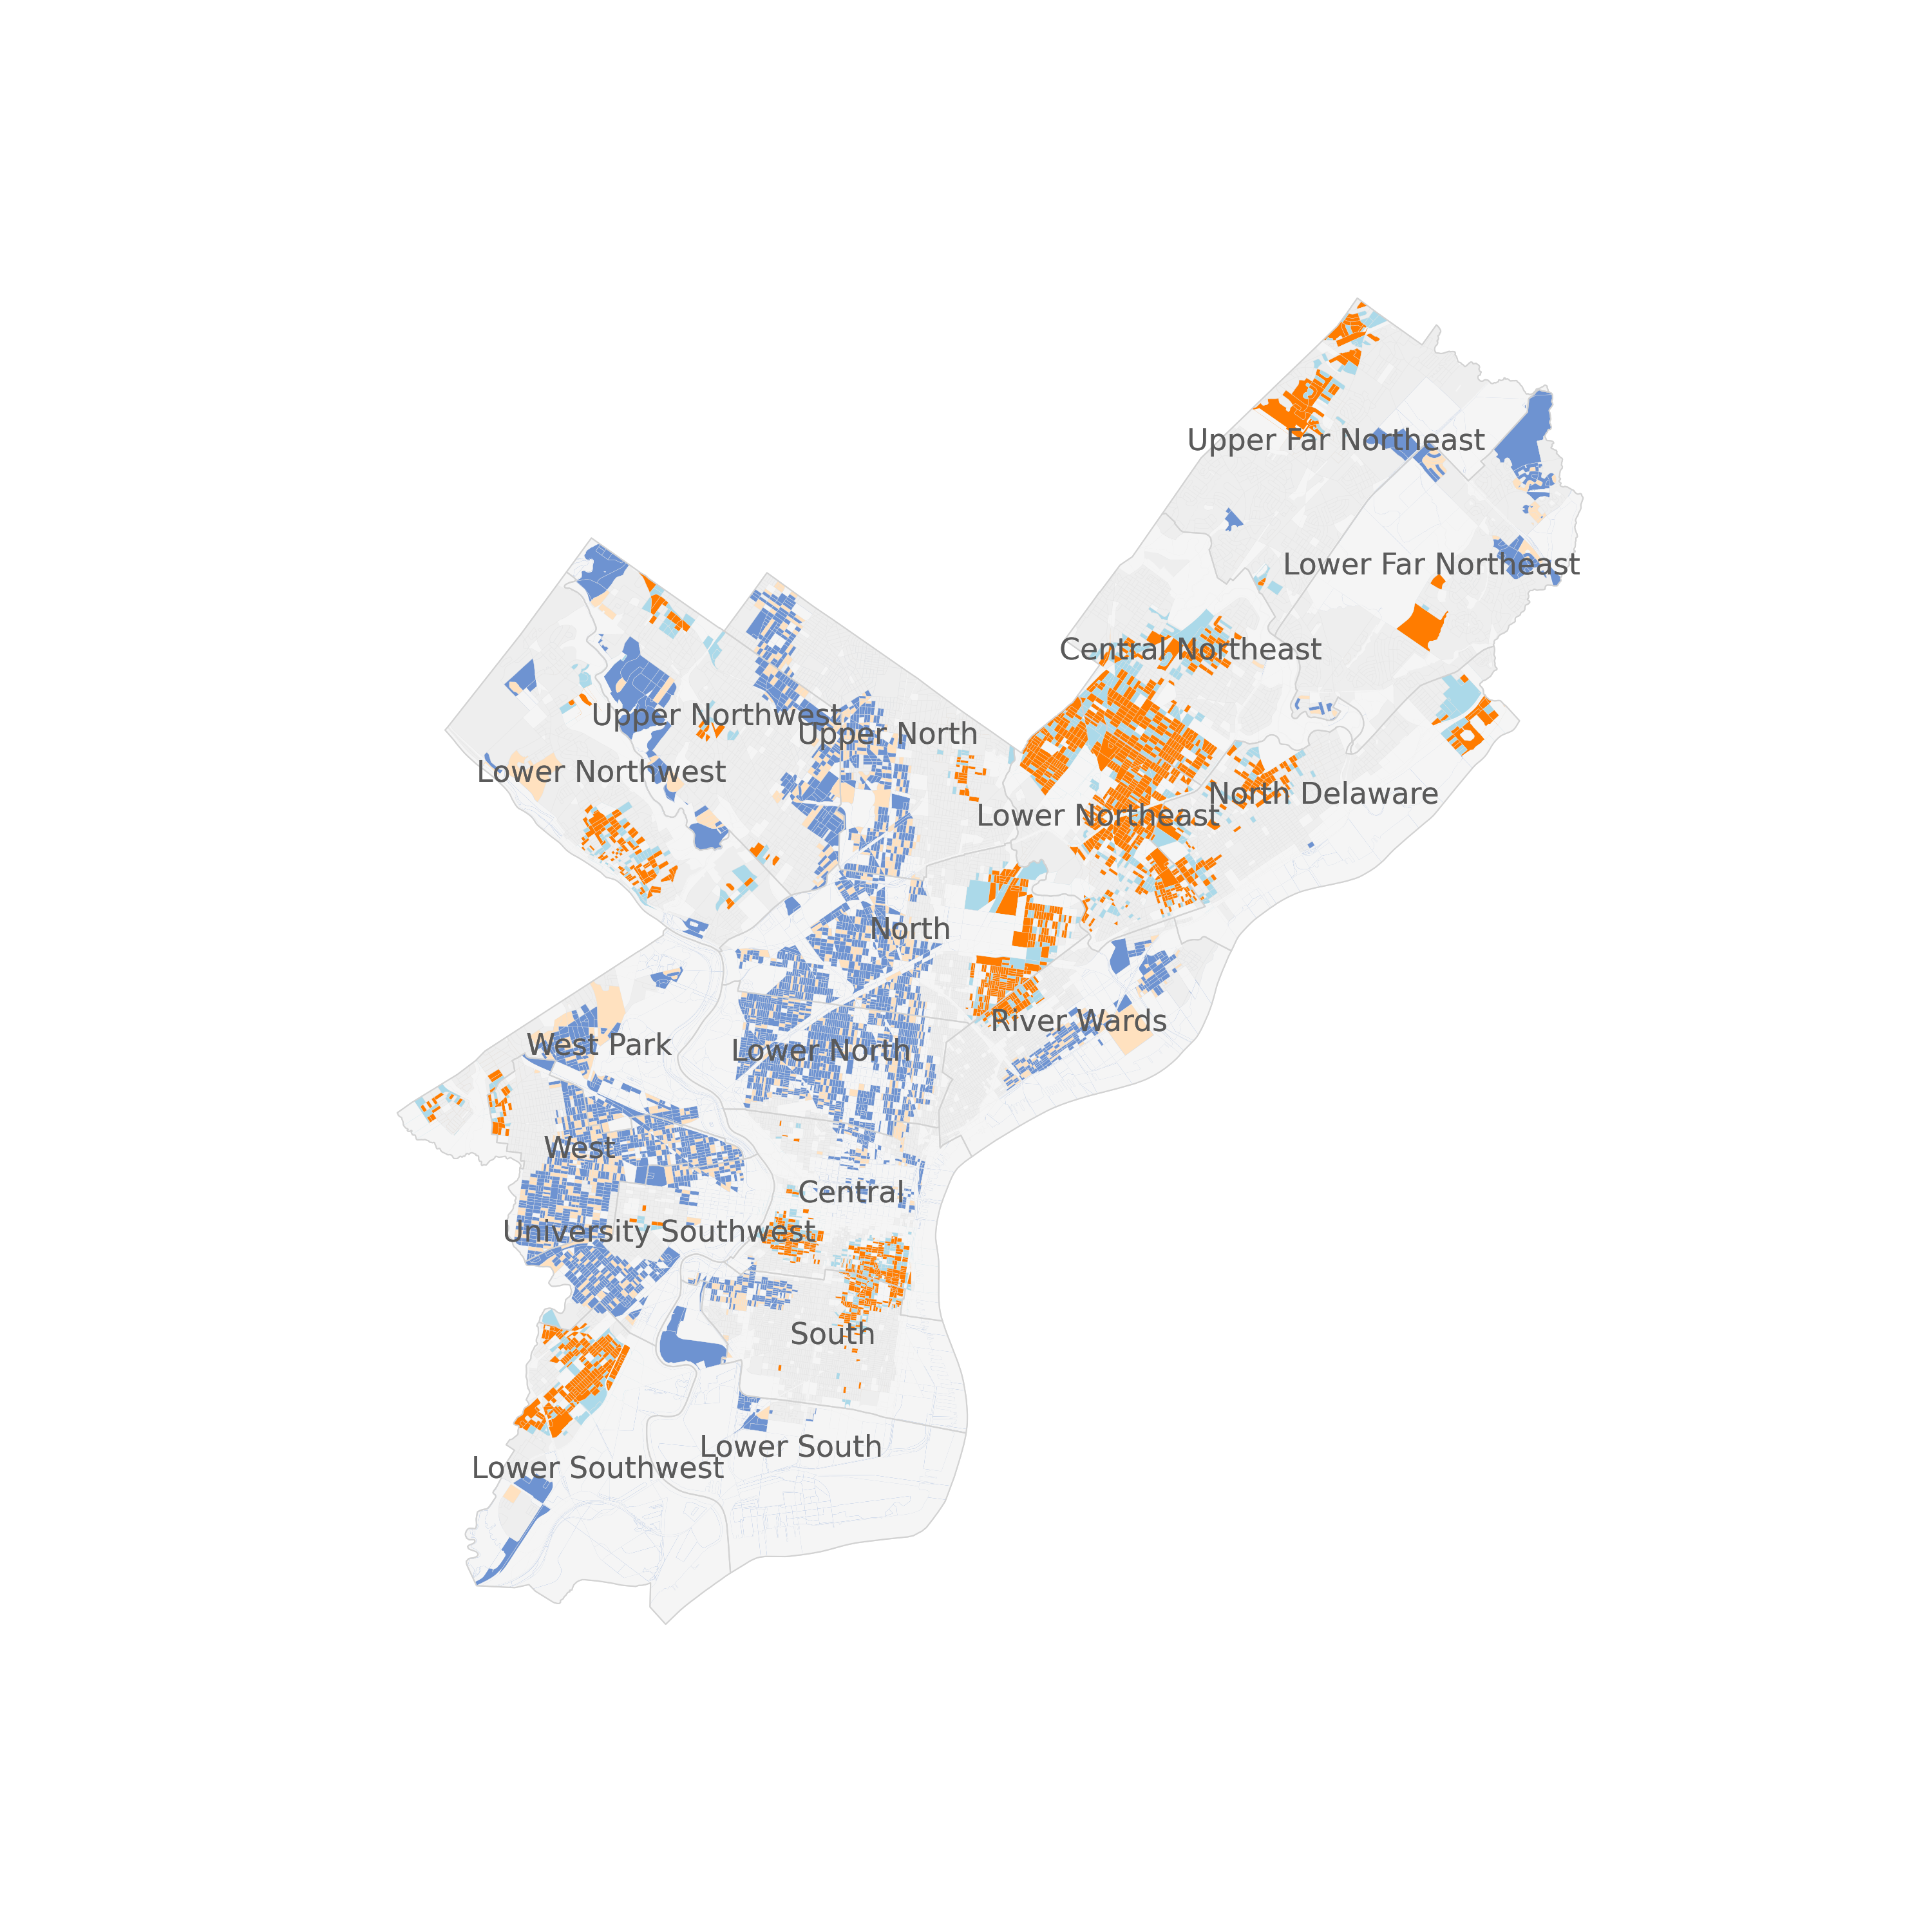 Upper Far Northeast
Lower Far Northeast
Central Northeast
Upper Northwest
Upper North
Lower Northwest
North Delaware
Lower Northeast
North
River Wards
West Park
Lower North
West
Central
University Southwest
South
Lower South
Lower Southwest